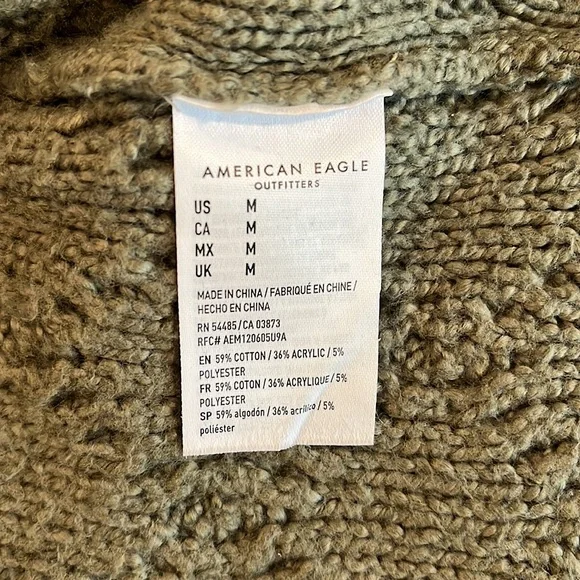 AMERICAN EAGLE
OUTFITTERS
US M
CA M
MX M
UK M
MADE IN CHINA / FABRIQUÉ EN CHINE /
HECHO EN CHINA
RN 54485 / CA 03873
RFC# AEM120605U9A
EN 59% COTTON / 36% ACRYLIC / 5%
POLYESTER
FR 59% COTON / 36% ACRYLIQUE / 5%
POLYESTER
SP 59% algodón / 36% acrílico / 5%
poliéster